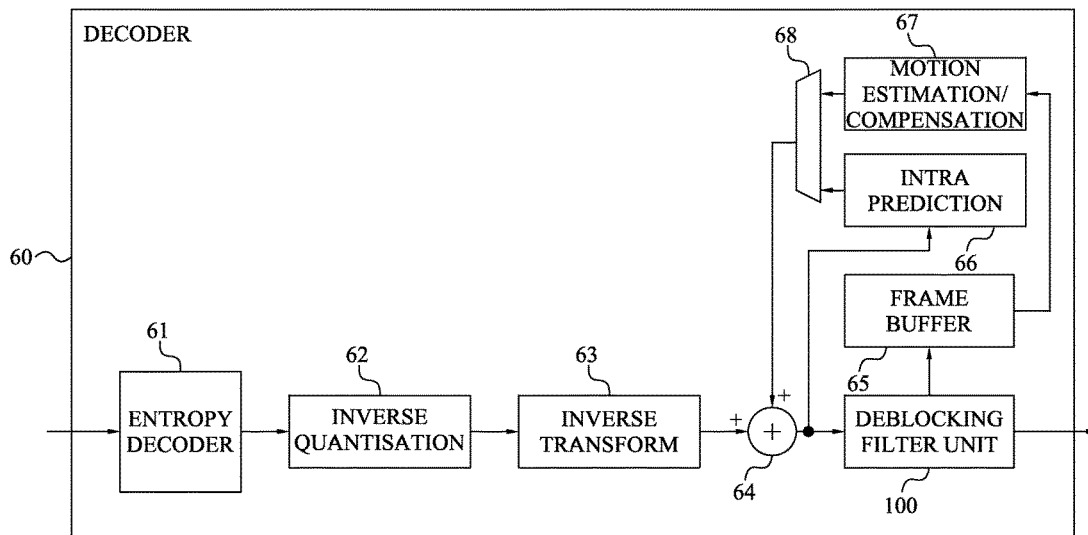 DECODER
67
68
MOTION
ESTIMATION/
COMPENSATION
INTRA
PREDICTION
60
66
FRAME
BUFFER
61
62
63
65
+
+
ENTROPY
DECODER
INVERSE
QUANTISATION
INVERSE
TRANSFORM
+
DEBLOCKING
FILTER UNIT
64
100